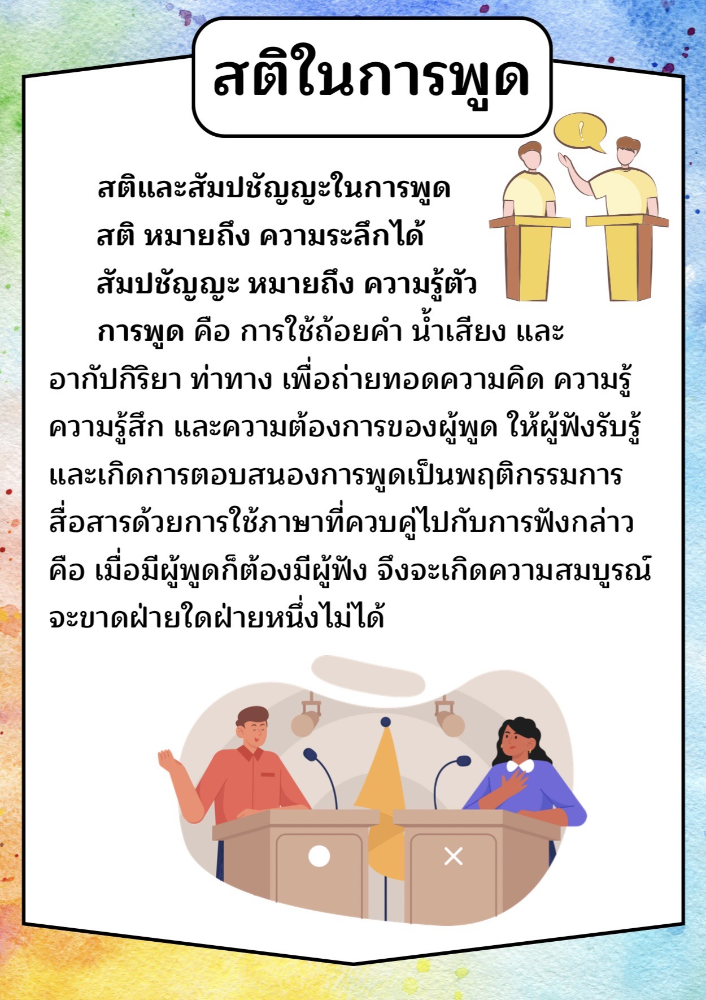 สติในการพูด
สติและสัมปชัญญะในการพูด
สติ หมายถึง ความระลึกได้
สัมปชัญญะ หมายถึง ความรู้ตัว
การพูด คือ การใช้ถ้อยคำ น้ำเสียง และ
อากัปกิริยา ท่าทาง เพื่อถ่ายทอดความคิด ความรู้
ความรู้สึก และความต้องการของผู้พูด ให้ผู้ฟังรับรู้
และเกิดการตอบสนองการพูดเป็นพฤติกรรมการ
สื่อสารด้วยการใช้ภาษาที่ควบคู่ไปกับการฟังกล่าว
คือ เมื่อมีผู้พูดก็ต้องมีผู้ฟัง จึงจะเกิดความสมบูรณ์
จะขาดฝ่ายใดฝ่ายหนึ่งไม่ได้